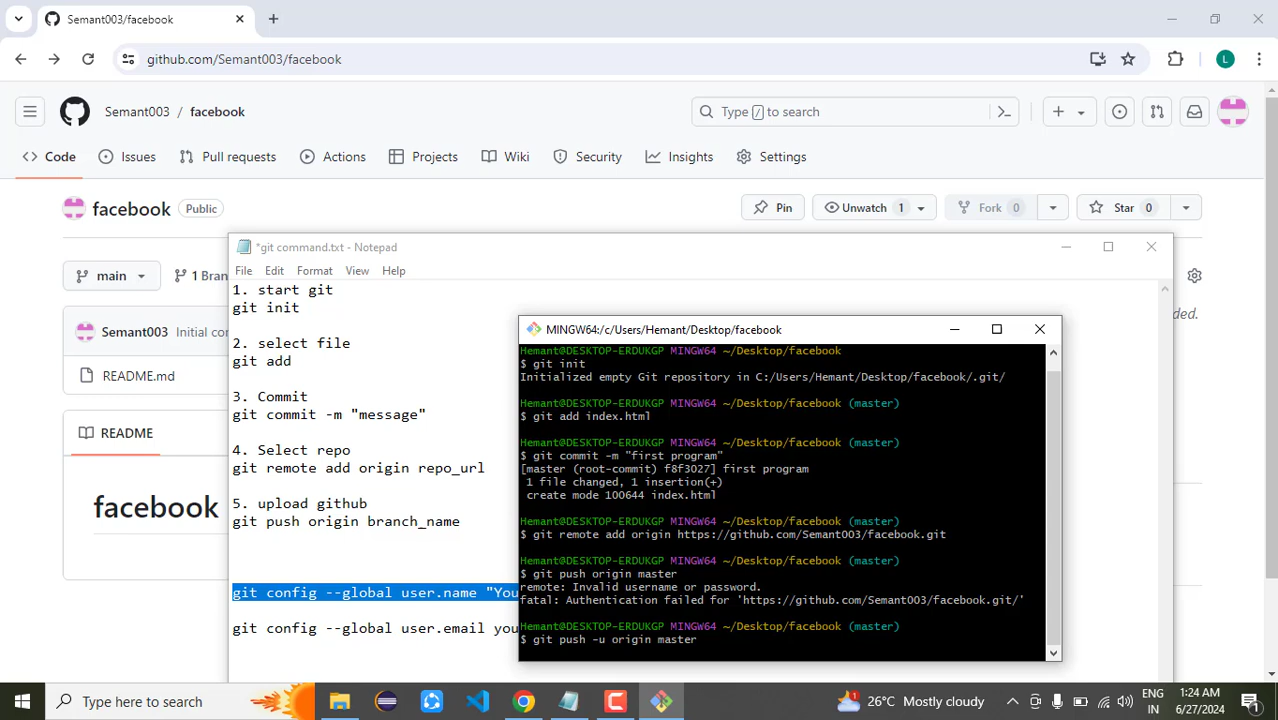 Semant003/facebook
github.com/Semant003/facebook
L
Semant003 / facebook
Type / to search
Code
Issues
Pull requests
Actions
Projects
Wiki
Security
Insights
Settings
facebook Public
Pin
Unwatch 1
Fork 0
Star 0
main
1 Bran
ded.
Semant003 Initial con
README.md
README
facebook
*git command.txt - Notepad
File Edit Format View Help
1. start git
git init
2. select file
git add
3. Commit
git commit -m "message"
4. Select repo
git remote add origin repo_url
5. upload github
git push origin branch_name
git config --global user.name "You
git config --global user.email you
MINGW64:/c/Users/Hemant/Desktop/facebook
Hemant@DESKTOP-ERDUKGP MINGW64 ~/Desktop/facebook
$ git init
Initialized empty Git repository in C:/Users/Hemant/Desktop/facebook/.git/
Hemant@DESKTOP-ERDUKGP MINGW64 ~/Desktop/facebook (master)
$ git add index.html
Hemant@DESKTOP-ERDUKGP MINGW64 ~/Desktop/facebook (master)
$ git commit -m "first program"
[master (root-commit) f8f3027] first program
1 file changed, 1 insertion(+)
create mode 100644 index.html
Hemant@DESKTOP-ERDUKGP MINGW64 ~/Desktop/facebook (master)
$ git remote add origin https://github.com/Semant003/facebook.git
Hemant@DESKTOP-ERDUKGP MINGW64 ~/Desktop/facebook (master)
$ git push origin master
remote: Invalid username or password.
fatal: Authentication failed for 'https://github.com/Semant003/facebook.git/'
Hemant@DESKTOP-ERDUKGP MINGW64 ~/Desktop/facebook (master)
$ git push -u origin master
Type here to search
1
26°C Mostly cloudy
ENG
IN
1:24 AM
6/27/2024
1